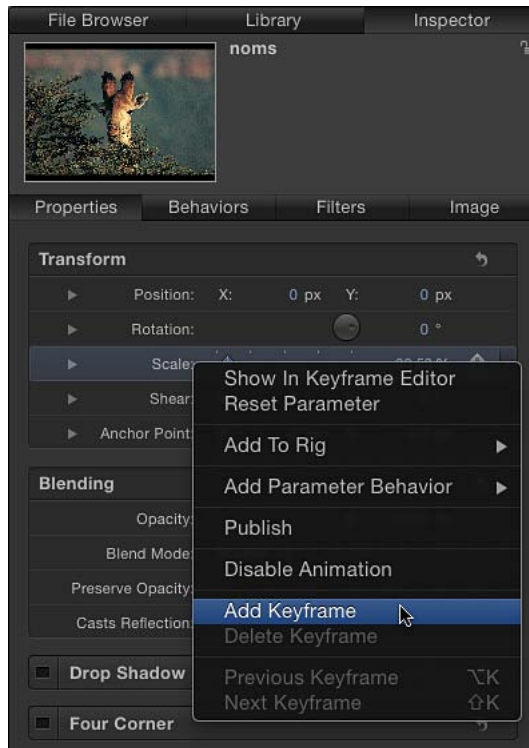 File Browser Library Inspector
noms
Properties Behaviors Filters Image
Transform
Position: X: 0 px Y: 0 px
Rotation: 0 °
Scale:
Shear:
Anchor Point:
Show In Keyframe Editor
Reset Parameter
Add To Rig
Add Parameter Behavior
Publish
Disable Animation
Add Keyframe
Delete Keyframe
Previous Keyframe ⌥K
Next Keyframe ⇧K
Blending
Opacity:
Blend Mode:
Preserve Opacity:
Casts Reflection:
Drop Shadow
Four Corner